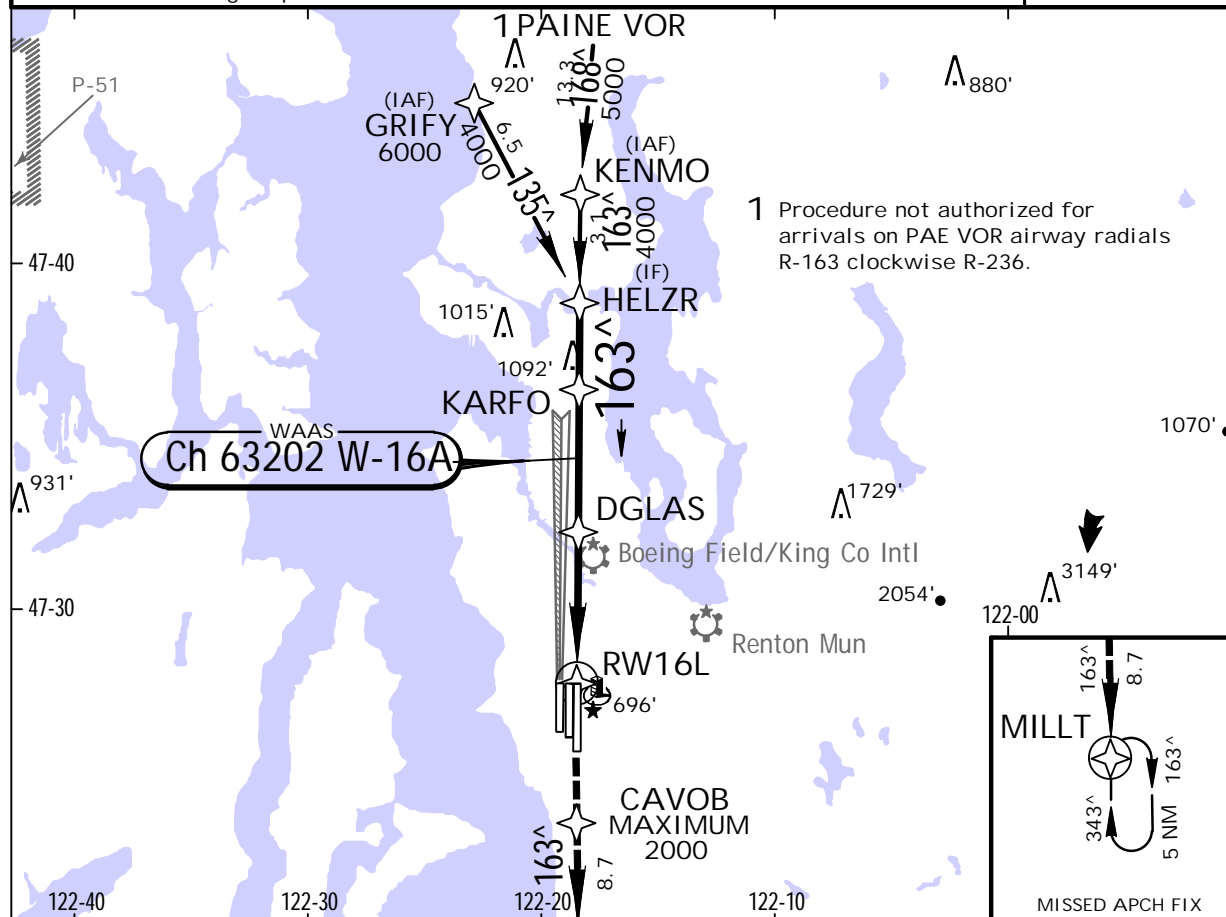 1 PAINE VOR
P-51
920'
13.3
168^
5000
880'
(IAF)
GRIFY
6000
6.5
4000
135^
(IAF)
KENMO
3.1
163^
4000
1 Procedure not authorized for
arrivals on PAE VOR airway radials
R-163 clockwise R-236.
47-40
(IF)
HELZR
1015'
1092'
163^
KARFO
WAAS
Ch 63202 W-16A
1070'
931'
DGLAS
1729'
Boeing Field/King Co Intl
3149'
2054'
47-30
122-00
Renton Mun
RW16L
696'
163^
8.7
MILLT
163^
343^
5 NM
CAVOB
MAXIMUM
2000
163^
8.7
122-40
122-30
122-20
122-10
MISSED APCH FIX